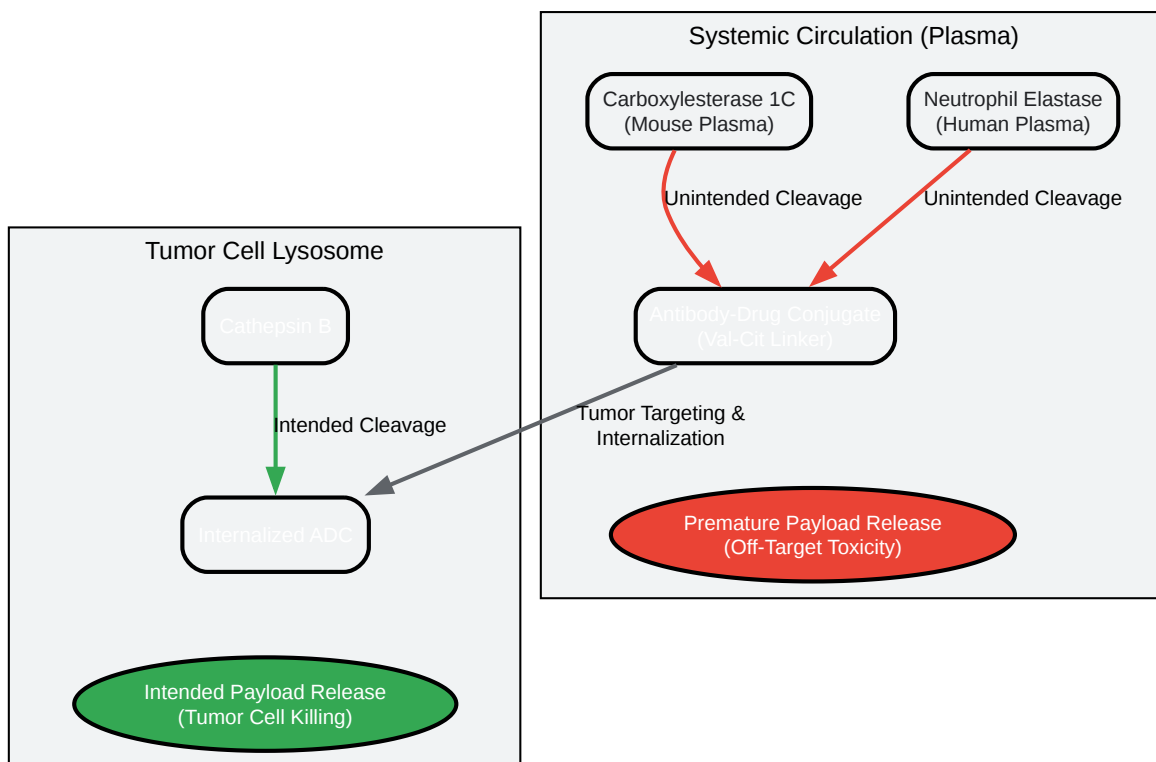 Systemic Circulation (Plasma)
Carboxylesterase 1C
(Mouse Plasma)
Neutrophil Elastase
(Human Plasma)
Unintended Cleavage
Unintended Cleavage
Tumor Cell Lysosome
Cathepsin B
Antibody-Drug Conjugate
(Val-Cit Linker)
Intended Cleavage
Tumor Targeting &
Internalization
Internalized ADC
Premature Payload Release
(Off-Target Toxicity)
Intended Payload Release
(Tumor Cell Killing)